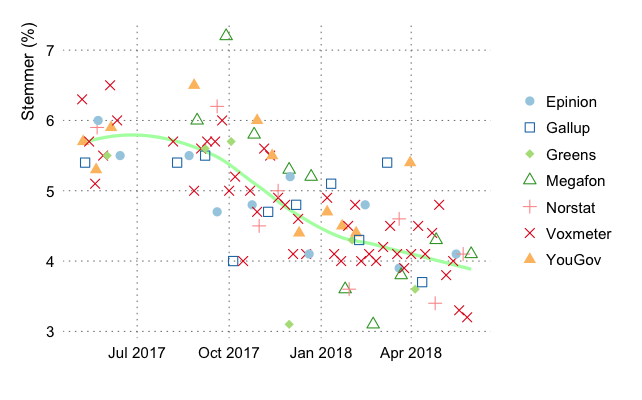 Stemmer (%)
7
6
5
4
3
Jul 2017
Oct 2017
Jan 2018
Apr 2018
Epinion
Gallup
Greens
Megafon
Norstat
Voxmeter
YouGov